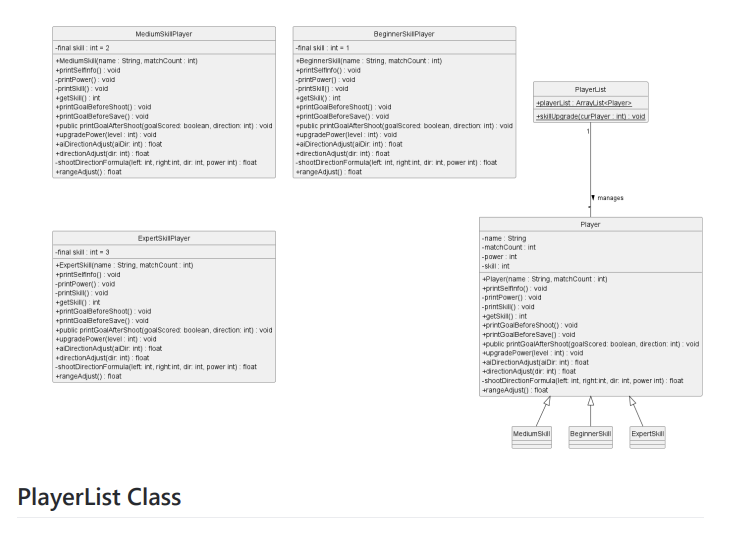 MediumSkillPlayer
-final skill : int = 2
+MediumSkill(name : String, matchCount : int)
+printSelfInfo() : void
-printPower() : void
-printSkill() : void
+getSkill() : int
+printGoalBeforeShoot() : void
+printGoalBeforeSave() : void
+public printGoalAfterShoot(goalScored: boolean, direction: int) : void
+upgradePower(level : int) : void
+aiDirectionAdjust(aiDir: int) : float
+directionAdjust(dir: int) : float
-shootDirectionFormula(left: int, right:int, dir: int, power int) : float
+rangeAdjust() : float
BeginnerSkillPlayer
-final skill : int = 1
+BeginnerSkill(name : String, matchCount : int)
+printSelfInfo() : void
-printPower() : void
-printSkill() : void
+getSkill() : int
+printGoalBeforeShoot() : void
+printGoalBeforeSave() : void
+public printGoalAfterShoot(goalScored: boolean, direction: int) : void
+upgradePower(level : int) : void
+aiDirectionAdjust(aiDir: int) : float
+directionAdjust(dir: int) : float
-shootDirectionFormula(left: int, right:int, dir: int, power int) : float
+rangeAdjust() : float
PlayerList
+playerList : ArrayList<Player>
+skillUpgrade(curPlayer : int) : void
1
manages
*
ExpertSkillPlayer
-final skill : int = 3
+ExpertSkill(name : String, matchCount : int)
+printSelfInfo() : void
-printPower() : void
-printSkill() : void
+getSkill() : int
+printGoalBeforeShoot() : void
+printGoalBeforeSave() : void
+public printGoalAfterShoot(goalScored: boolean, direction: int) : void
+upgradePower(level : int) : void
+aiDirectionAdjust(aiDir: int) : float
+directionAdjust(dir: int) : float
-shootDirectionFormula(left: int, right:int, dir: int, power int) : float
+rangeAdjust() : float
Player
-name : String
-matchCount : int
-power : int
-skill : int
+Player(name : String, matchCount : int)
+printSelfInfo() : void
-printPower() : void
-printSkill() : void
+getSkill() : int
+printGoalBeforeShoot() : void
+printGoalBeforeSave() : void
+public printGoalAfterShoot(goalScored: boolean, direction: int) : void
+upgradePower(level : int) : void
+aiDirectionAdjust(aiDir: int) : float
+directionAdjust(dir: int) : float
-shootDirectionFormula(left: int, right:int, dir: int, power int) : float
+rangeAdjust() : float
MediumSkill
BeginnerSkill
ExpertSkill
PlayerList Class